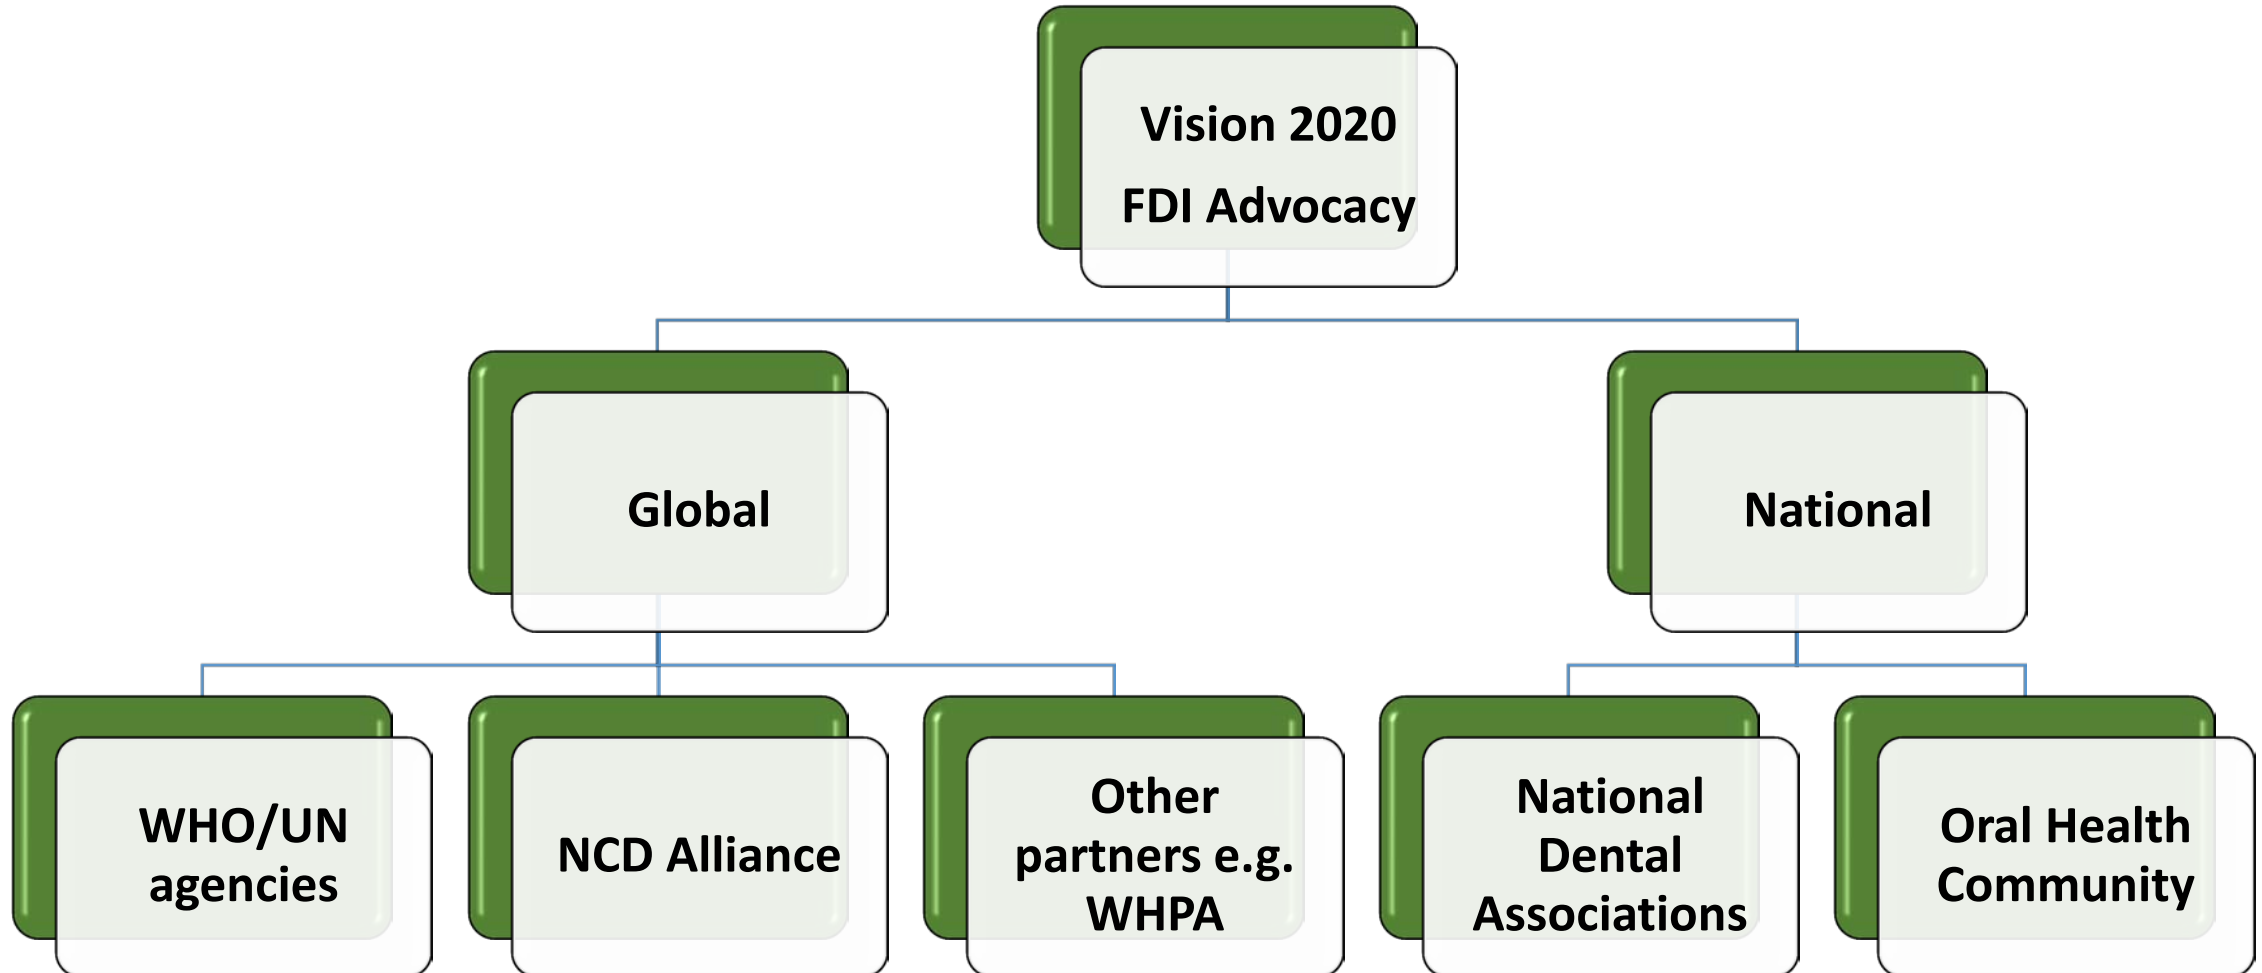 Vision 2020
FDI Advocacy
Global
National
WHO/UN
agencies
NCD Alliance
Other
partners e.g.
WHPA
National
Dental
Associations
Oral Health
Community